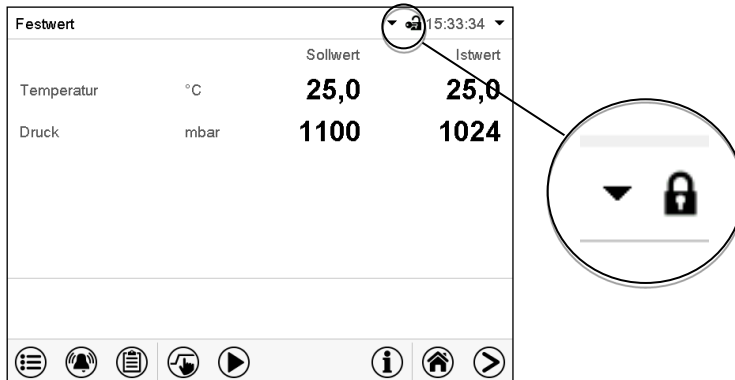 Festwert 15:33:34
Sollwert Istwert
Temperatur °C 25,0 25,0
Druck mbar 1100 1024